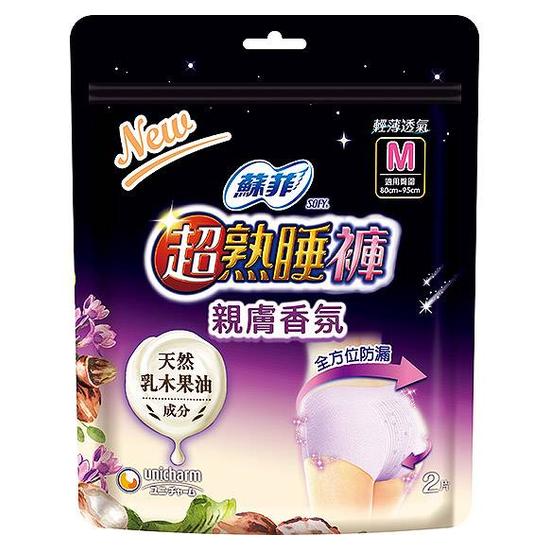 New
輕薄透氣
M
適用臀圍
80cm~95cm
蘇菲
SOFY
超熟睡褲
親膚香氛
天然
乳木果油
成分
全方位防漏
unicharm
ユニ・チャーム
2片